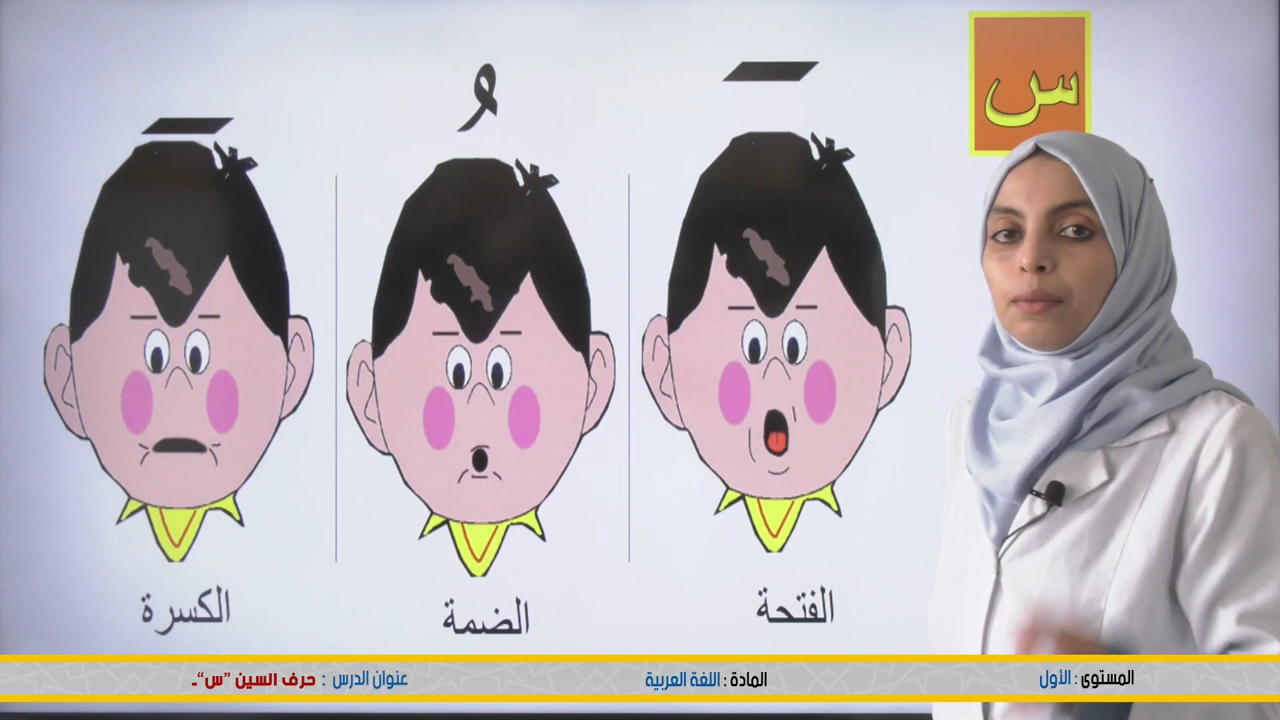 س
الفتحة
الضمة
الكسرة
المستوى : الأول
المادة : اللغة العربية
عنوان الدرس : حرف السين "س"ـ